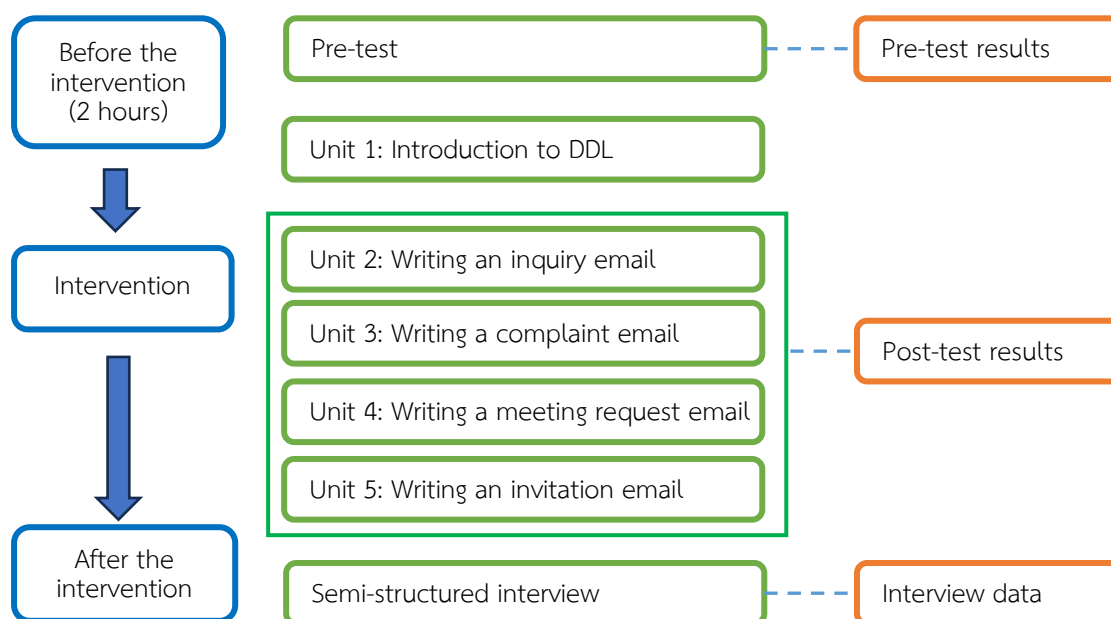 Before the
intervention
(2 hours)
Pre-test
Pre-test results
Unit 1: Introduction to DDL
Intervention
Unit 2: Writing an inquiry email
Unit 3: Writing a complaint email
Post-test results
Unit 4: Writing a meeting request email
Unit 5: Writing an invitation email
After the
intervention
Semi-structured interview
Interview data